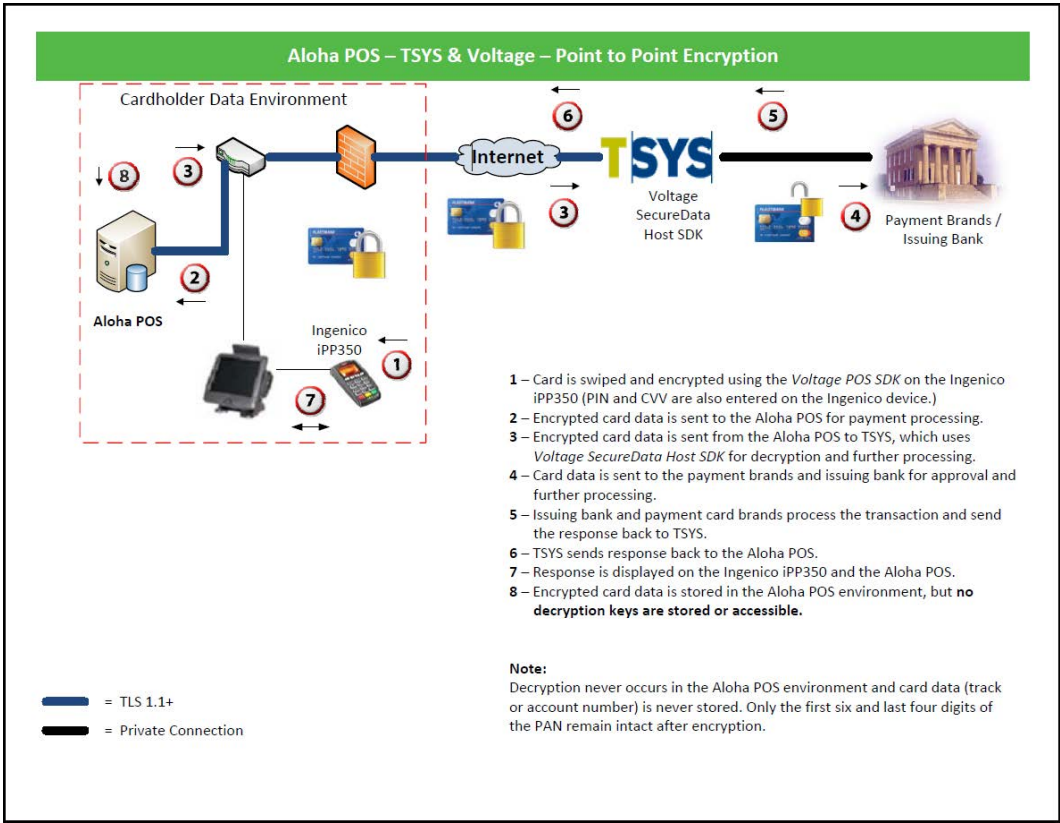 Aloha POS – TSYS & Voltage – Point to Point Encryption
Cardholder Data Environment
6
5
8
3
Internet
TSYS
3
Voltage
SecureData
Host SDK
4
Payment Brands /
Issuing Bank
2
Aloha POS
Ingenico
iPP350
1
7
1 – Card is swiped and encrypted using the Voltage POS SDK on the Ingenico
iPP350 (PIN and CVV are also entered on the Ingenico device.)
2 – Encrypted card data is sent to the Aloha POS for payment processing.
3 – Encrypted card data is sent from the Aloha POS to TSYS, which uses
Voltage SecureData Host SDK for decryption and further processing.
4 – Card data is sent to the payment brands and issuing bank for approval and
further processing.
5 – Issuing bank and payment card brands process the transaction and send
the response back to TSYS.
6 – TSYS sends response back to the Aloha POS.
7 – Response is displayed on the Ingenico iPP350 and the Aloha POS.
8 – Encrypted card data is stored in the Aloha POS environment, but no
decryption keys are stored or accessible.
Note:
Decryption never occurs in the Aloha POS environment and card data (track
or account number) is never stored. Only the first six and last four digits of
the PAN remain intact after encryption.
= TLS 1.1+
= Private Connection